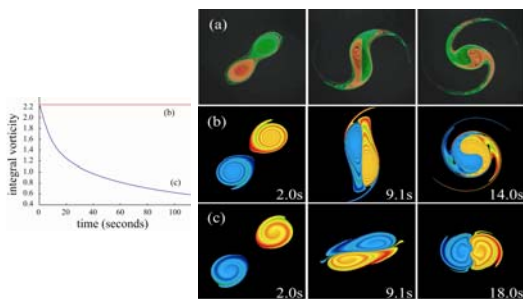 (a)
2.2
2.0
1.8
1.6
1.4
1.2
1.0
0.8
0.6
0.4
integral vorticity
(b)
(c)
0 20 40 60 80 100
time (seconds)
(b)
2.0s 9.1s 14.0s
(c)
2.0s 9.1s 18.0s